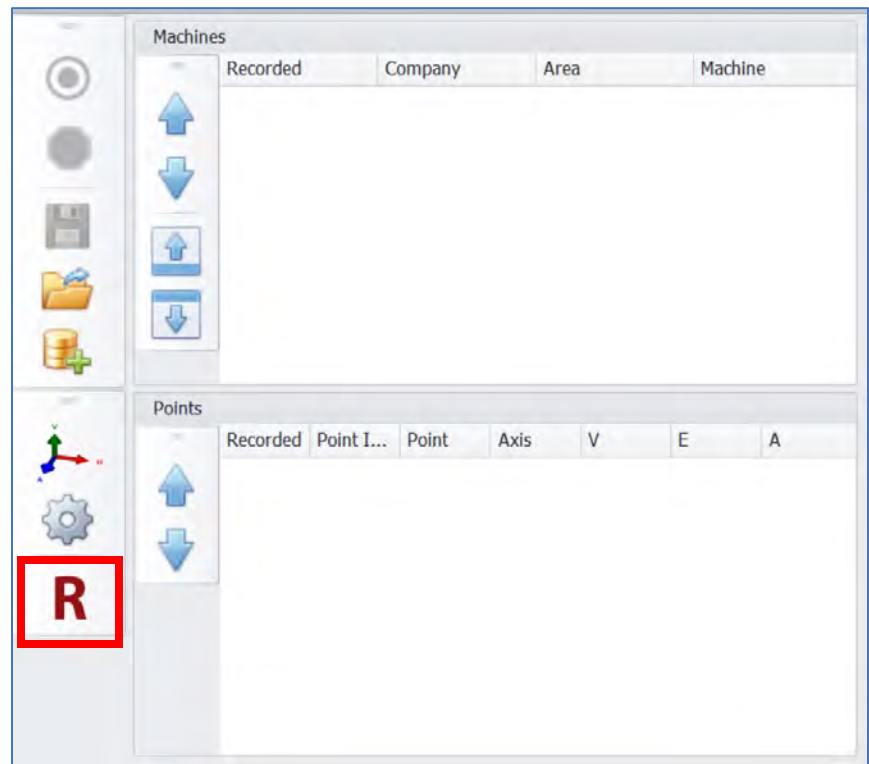 Machines
Recorded Company Area Machine
Points
Recorded Point I... Point Axis V E A
R